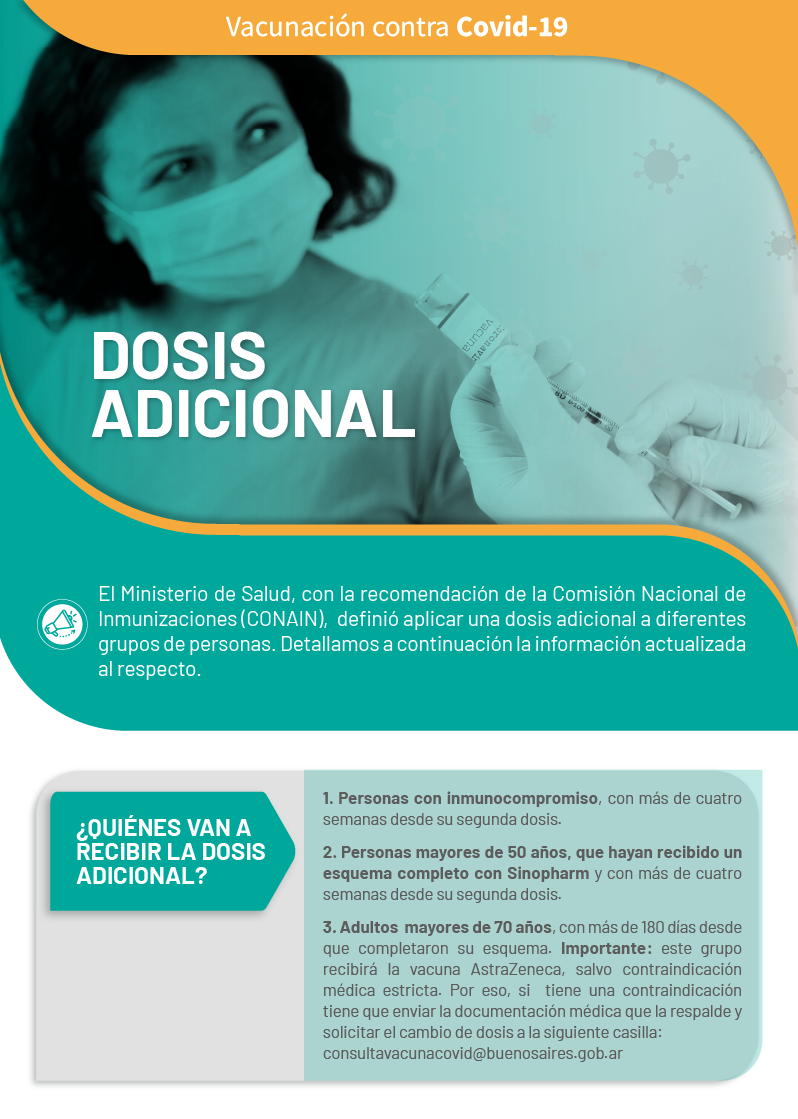 Vacunación contra Covid-19
Vacuna
DOSIS
ADICIONAL
El Ministerio de Salud, con la recomendación de la Comisión Nacional de
Inmunizaciones (CONAIN), definió aplicar una dosis adicional a diferentes
grupos de personas. Detallamos a continuación la información actualizada
al respecto.
¿QUIÉNES VAN A
RECIBIR LA DOSIS
ADICIONAL?
1. Personas con inmunocompromiso, con más de cuatro
semanas desde su segunda dosis.
2. Personas mayores de 50 años, que hayan recibido un
esquema completo con Sinopharm y con más de cuatro
semanas desde su segunda dosis.
3. Adultos mayores de 70 años, con más de 180 días desde
que completaron su esquema. Importante: este grupo
recibirá la vacuna AstraZeneca, salvo contraindicación
médica estricta. Por eso, si tiene una contraindicación
tiene que enviar la documentación médica que la respalde y
solicitar el cambio de dosis a la siguiente casilla:
consultavacunacovid@buenosaires.gob.ar